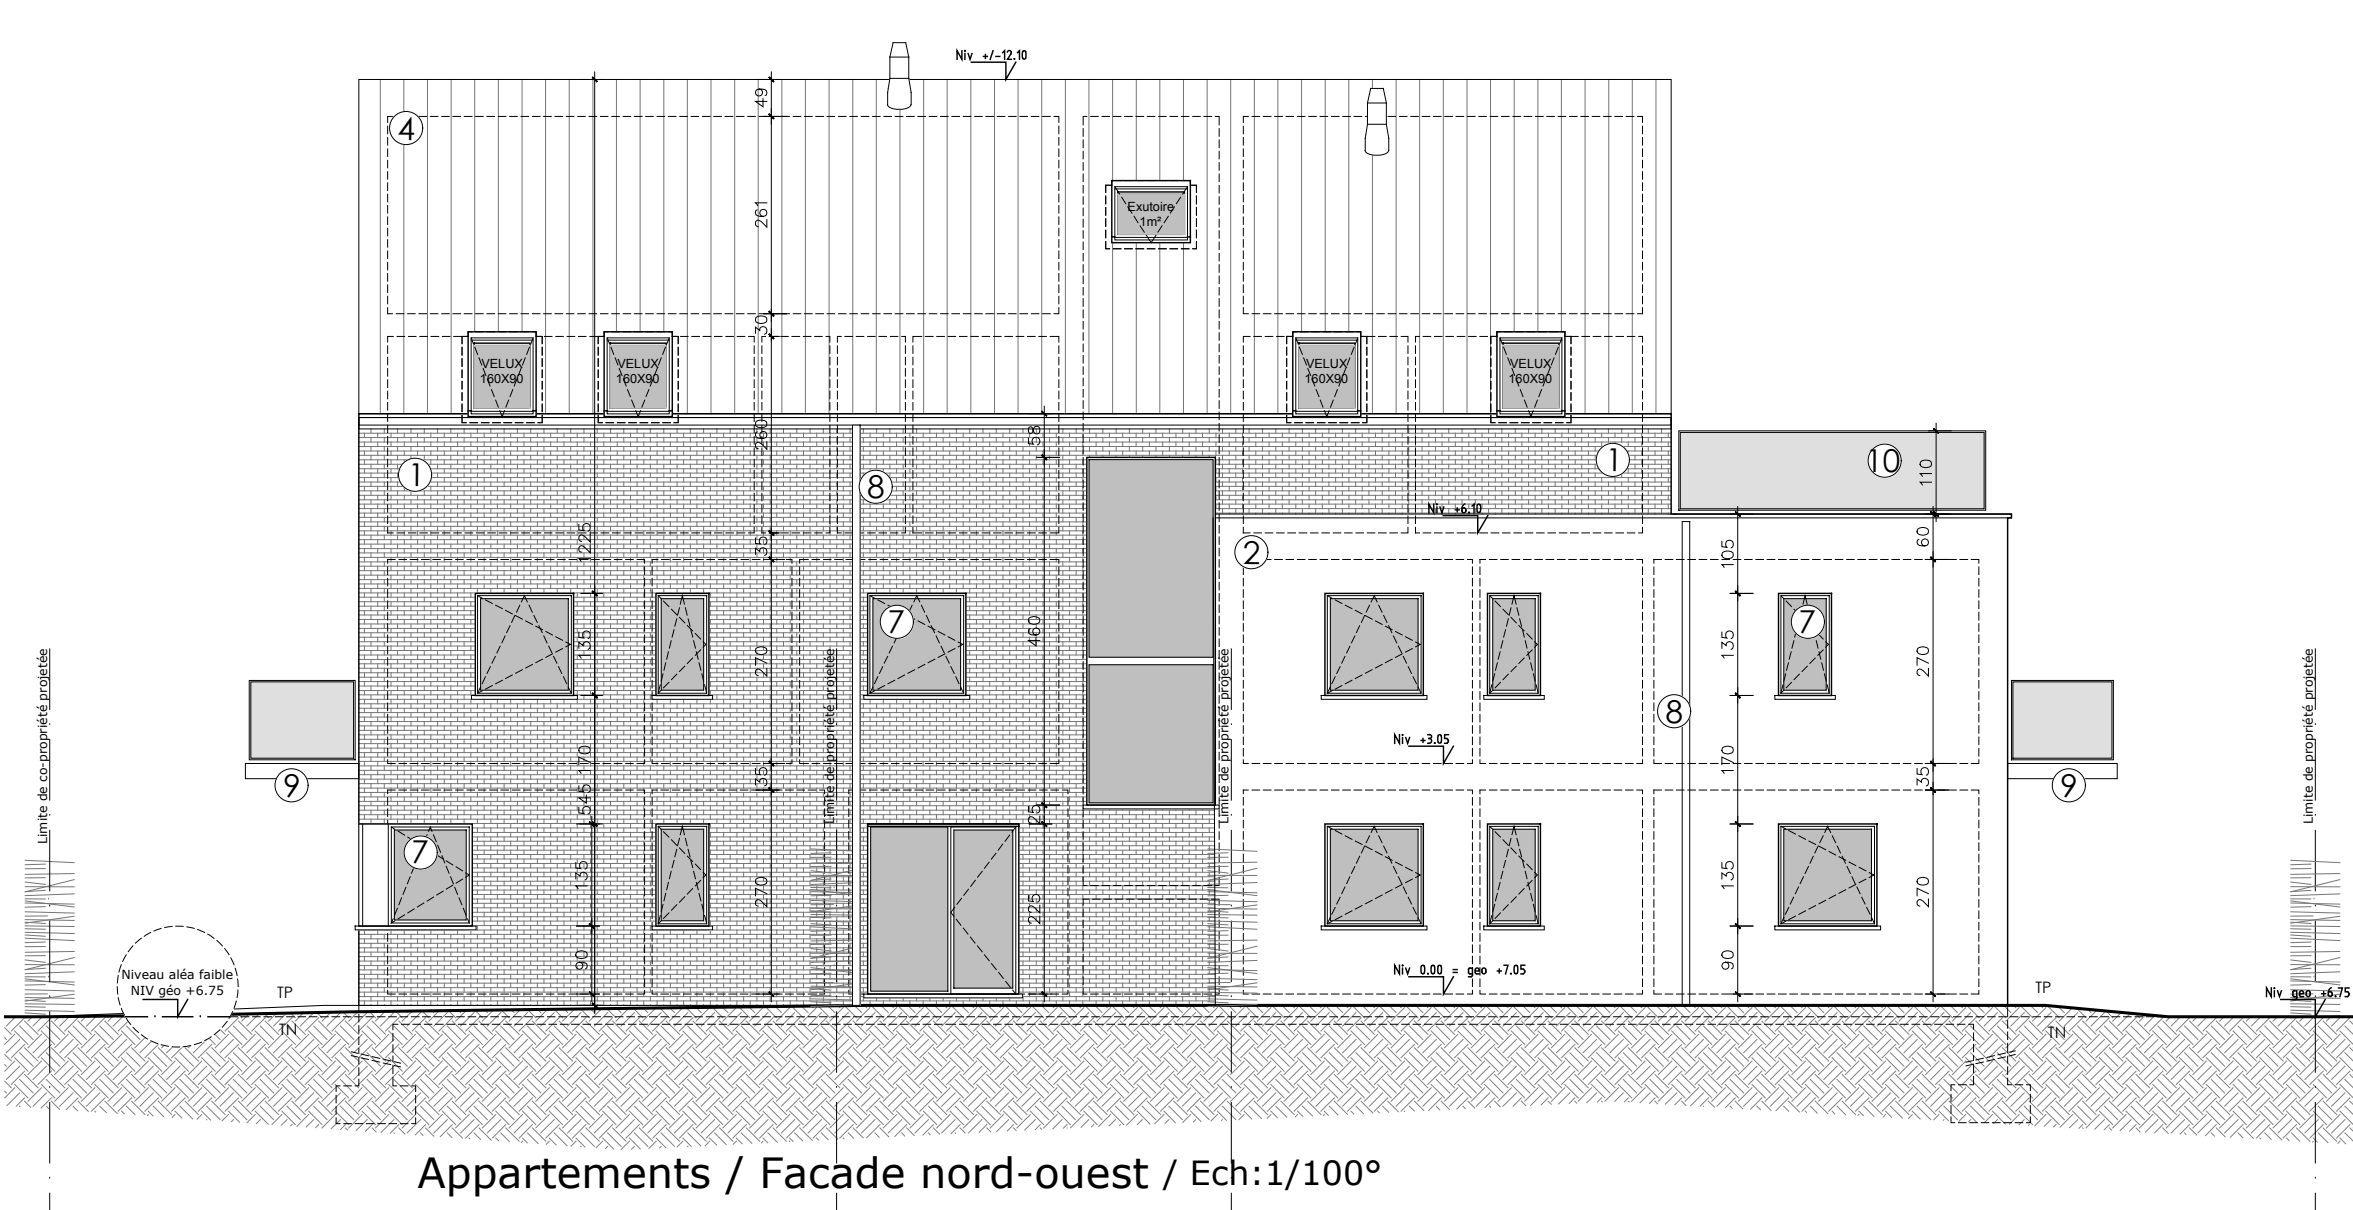 Niv +/-12.10
49
4
261
Exutoire
1m²
30
VELUX
160X90
VELUX
160X90
VELUX
160X90
VELUX
160X90
260
58
1
8
1
10
110
Niv +6.10
1225
35
2
105
60
135
7
270
460
7
135
270
8
Limite de co-propriété projetée
Limite de propriété projetée
Limite de propriété projetée
Limite de propriété projetée
Niv +3.05
170
35
170
35
9
9
545
25
7
135
270
225
135
270
90
90
Niveau aléa faible
NIV géo +6.75
Niv 0.00 = geo +7.05
TP
TP
Niv geo +6.75
TN
TN
Appartements / Facade nord-ouest / Ech:1/100°